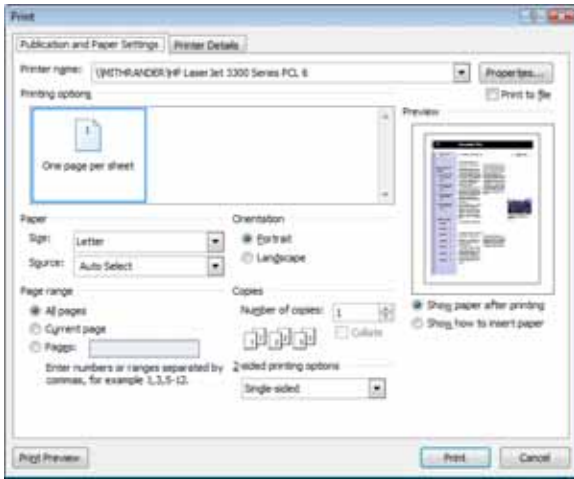 Print
Publication and Paper Settings
Printer Details
Printer name: \\MITHRANDER\HP LaserJet 3300 Series PCL 6
Properties...
Print to file
Printing options
1
One page per sheet
Preview
Paper
Size: Letter
Source: Auto Select
Orientation
Portrait
Landscape
Page range
All pages
Current page
Pages:
Enter numbers or ranges separated by
commas, for example 1,3,5-12.
Copies
Number of copies: 1
Collate
2-sided printing options
Single-sided
Show paper after printing
Show how to insert paper
Print Preview
Print
Cancel